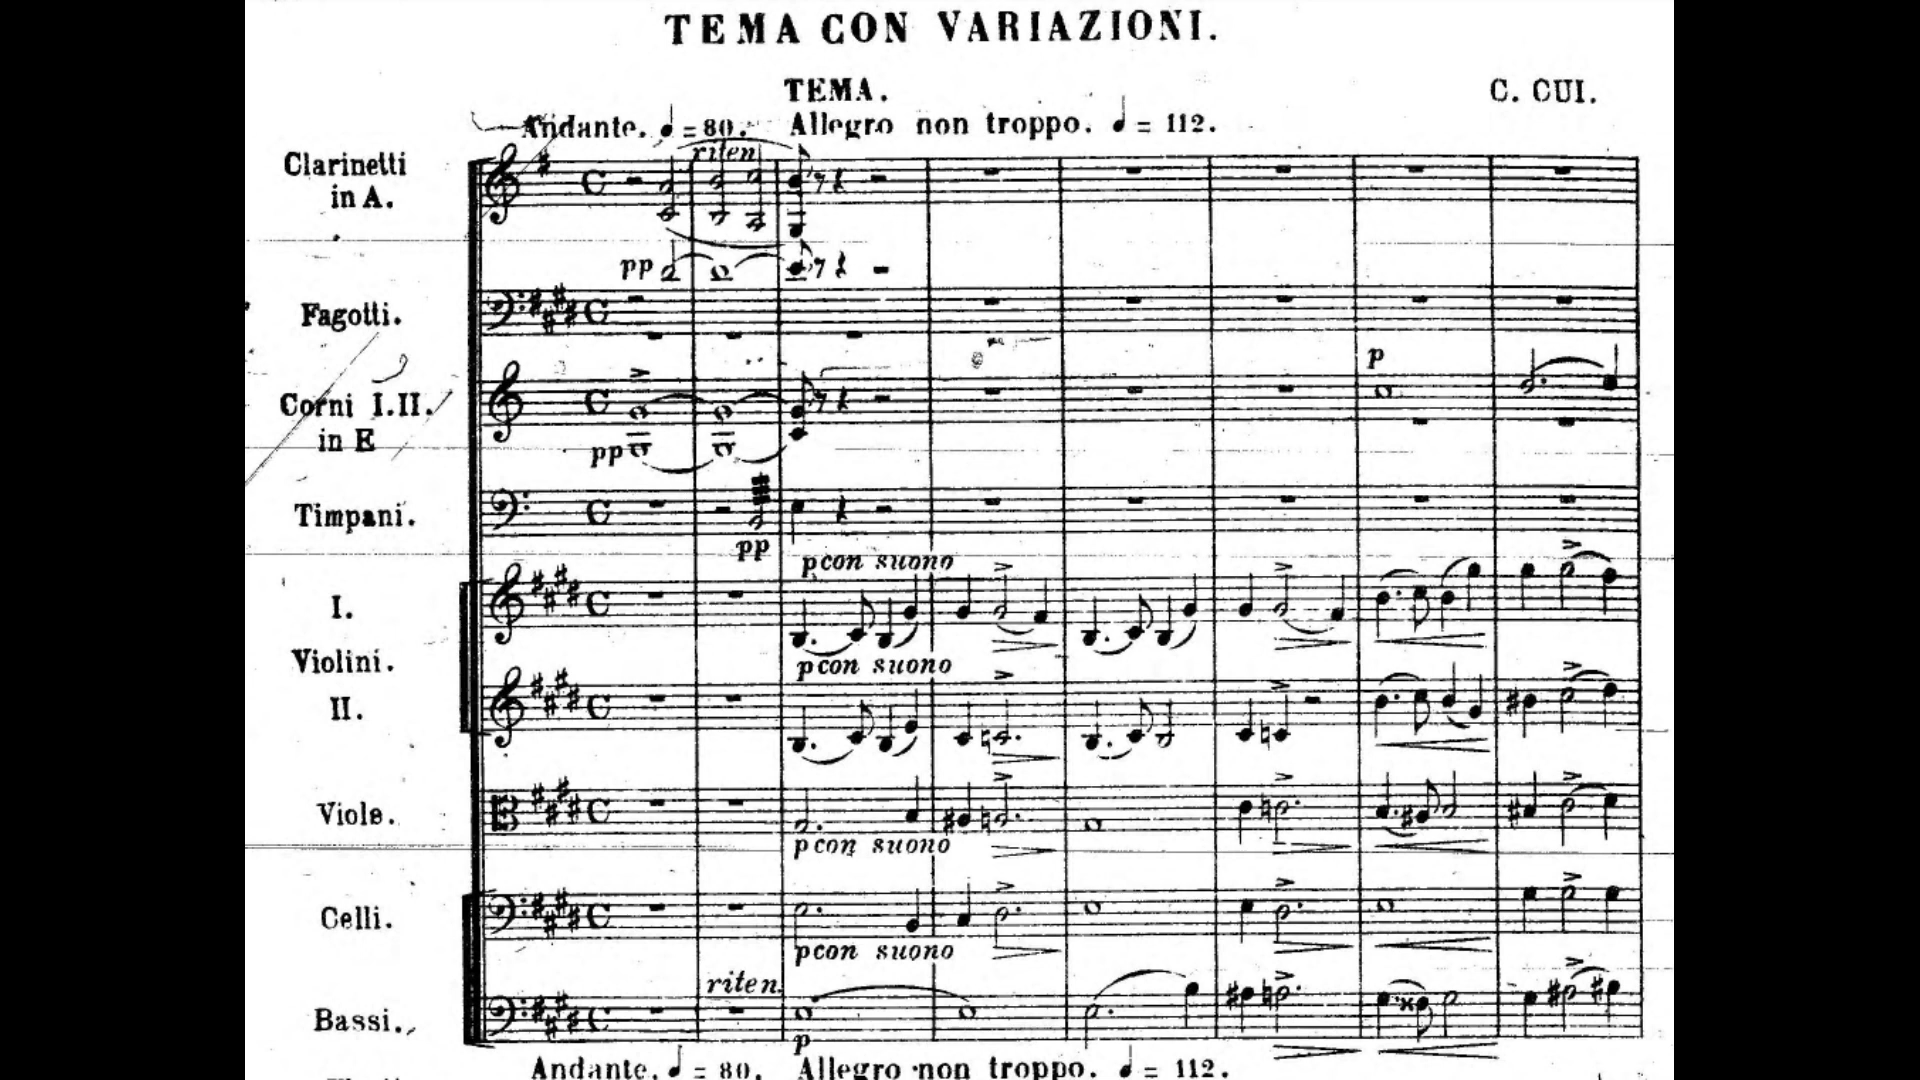 TEMA CON VARIAZIONI.
TEMA.
C. CUI.
Andante. ♩ = 80. Allegro non troppo. ♩ = 112.
riten.
Clarinetti
in A.
pp
Fagotti.
p
Corni I.II.
in E
pp
Timpani.
pp
p con suono
I.
Violini.
p con suono
II.
Viole.
p con suono
Celli.
p con suono
riten.
Bassi.
p
Andante. ♩ = 80. Allegro non troppo. ♩ = 112.